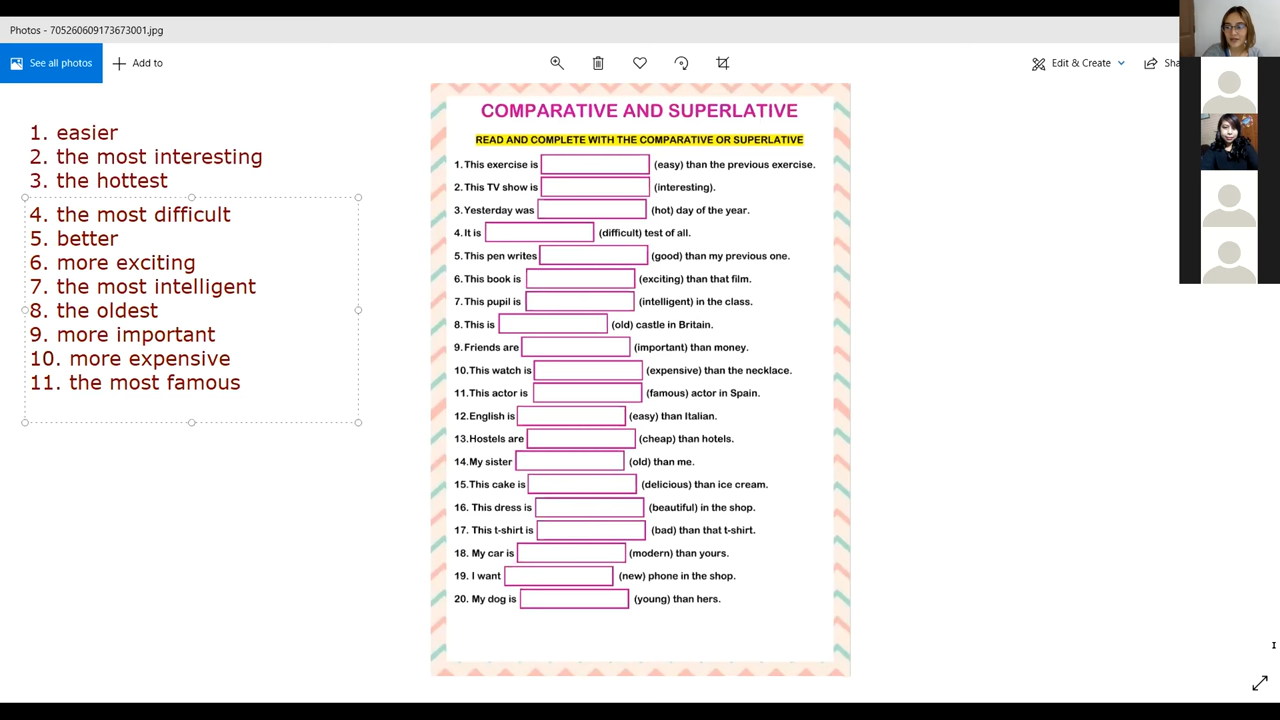 Photos - 705260609173673001.jpg
See all photos
Add to
Edit & Create
Sha
1. easier
2. the most interesting
3. the hottest
4. the most difficult
5. better
6. more exciting
7. the most intelligent
8. the oldest
9. more important
10. more expensive
11. the most famous
COMPARATIVE AND SUPERLATIVE
READ AND COMPLETE WITH THE COMPARATIVE OR SUPERLATIVE
1. This exercise is (easy) than the previous exercise.
2. This TV show is (interesting).
3. Yesterday was (hot) day of the year.
4. It is (difficult) test of all.
5. This pen writes (good) than my previous one.
6. This book is (exciting) than that film.
7. This pupil is (intelligent) in the class.
8. This is (old) castle in Britain.
9. Friends are (important) than money.
10. This watch is (expensive) than the necklace.
11. This actor is (famous) actor in Spain.
12. English is (easy) than Italian.
13. Hostels are (cheap) than hotels.
14. My sister (old) than me.
15. This cake is (delicious) than ice cream.
16. This dress is (beautiful) in the shop.
17. This t-shirt is (bad) than that t-shirt.
18. My car is (modern) than yours.
19. I want (new) phone in the shop.
20. My dog is (young) than hers.